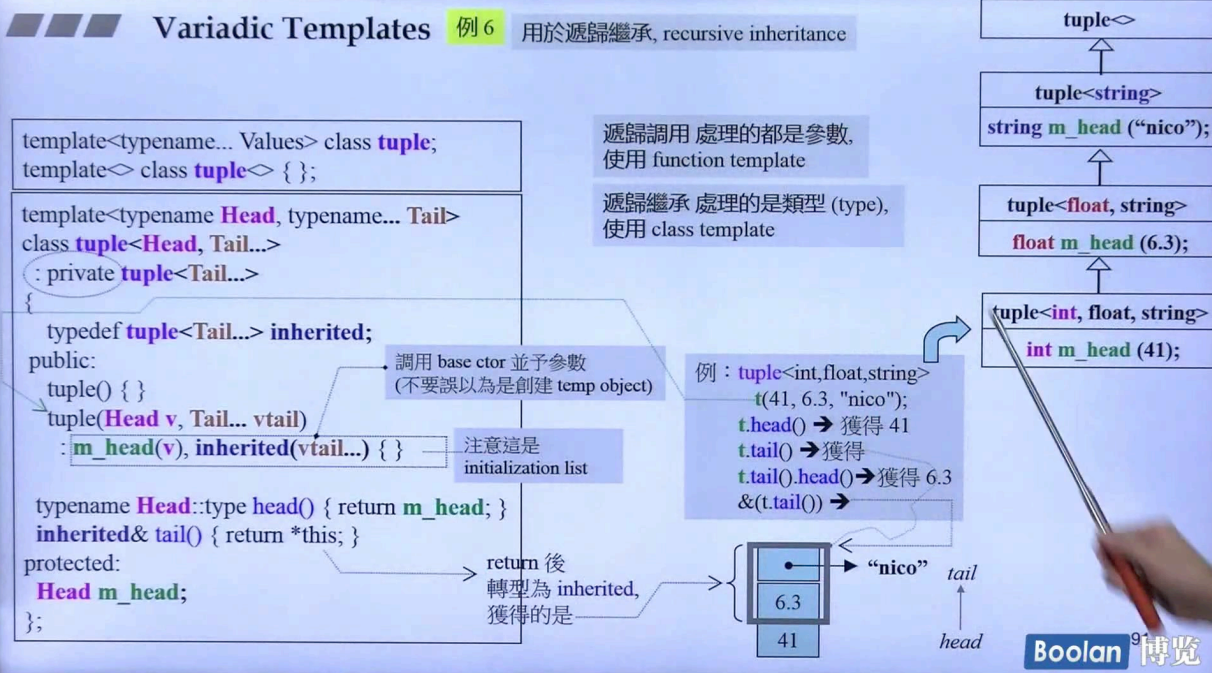 Variadic Templates
例 6
用於遞歸繼承, recursive inheritance
template<typename... Values> class tuple;
template<> class tuple<> { };
template<typename Head, typename... Tail>
class tuple<Head, Tail...>
: private tuple<Tail...>
{
typedef tuple<Tail...> inherited;
public:
tuple() { }
tuple(Head v, Tail... vtail)
: m_head(v), inherited(vtail...) { }
typename Head::type head() { return m_head; }
inherited& tail() { return *this; }
protected:
Head m_head;
};
調用 base ctor 並予參數
(不要誤以為是創建 temp object)
注意這是
initialization list
return 後
轉型為 inherited,
獲得的是
遞歸調用 處理的都是參數,
使用 function template
遞歸繼承 處理的是類型 (type),
使用 class template
例：tuple<int,float,string>
t(41, 6.3, "nico");
t.head() ➔ 獲得 41
t.tail() ➔獲得
t.tail().head()➔獲得 6.3
&(t.tail()) ➔
“nico”
6.3
41
tail
head
tuple<>
tuple<string>
string m_head (“nico”);
tuple<float, string>
float m_head (6.3);
tuple<int, float, string>
int m_head (41);
Boolan 博览